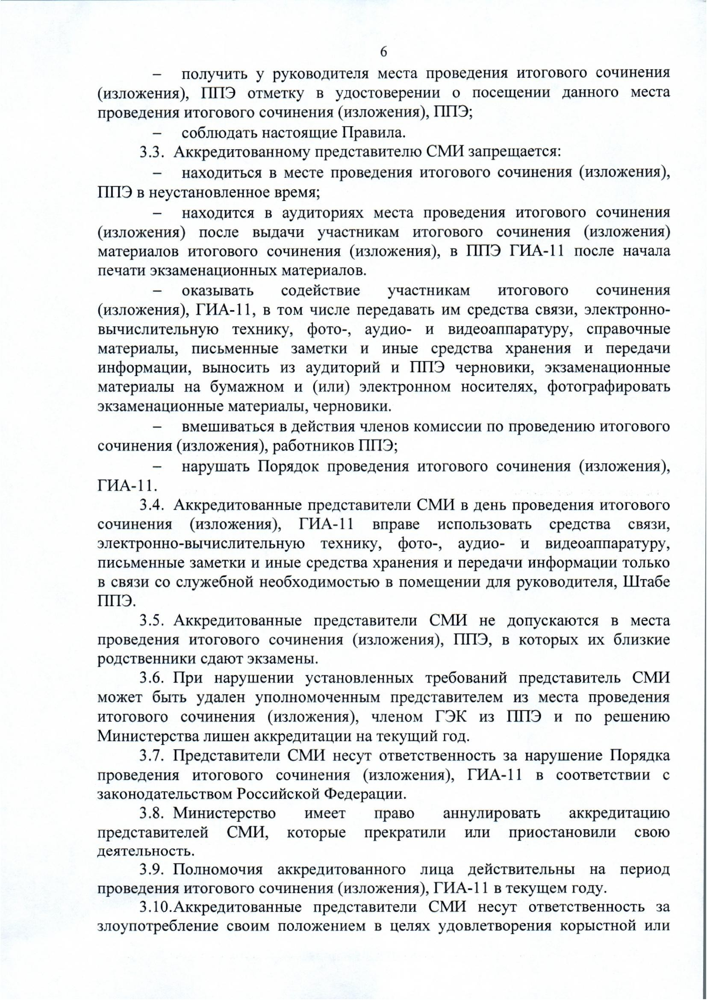 6
– получить у руководителя места проведения итогового сочинения
(изложения), ППЭ отметку в удостоверении о посещении данного места
проведения итогового сочинения (изложения), ППЭ;
– соблюдать настоящие Правила.
3.3. Аккредитованному представителю СМИ запрещается:
– находиться в месте проведения итогового сочинения (изложения),
ППЭ в неустановленное время;
– находится в аудиториях места проведения итогового сочинения
(изложения) после выдачи участникам итогового сочинения (изложения)
материалов итогового сочинения (изложения), в ППЭ ГИА-11 после начала
печати экзаменационных материалов.
– оказывать содействие участникам итогового сочинения
(изложения), ГИА-11, в том числе передавать им средства связи, электронно-
вычислительную технику, фото-, аудио- и видеоаппаратуру, справочные
материалы, письменные заметки и иные средства хранения и передачи
информации, выносить из аудиторий и ППЭ черновики, экзаменационные
материалы на бумажном и (или) электронном носителях, фотографировать
экзаменационные материалы, черновики.
– вмешиваться в действия членов комиссии по проведению итогового
сочинения (изложения), работников ППЭ;
– нарушать Порядок проведения итогового сочинения (изложения),
ГИА-11.
3.4. Аккредитованные представители СМИ в день проведения итогового
сочинения (изложения), ГИА-11 вправе использовать средства связи,
электронно-вычислительную технику, фото-, аудио- и видеоаппаратуру,
письменные заметки и иные средства хранения и передачи информации только
в связи со служебной необходимостью в помещении для руководителя, Штабе
ППЭ.
3.5. Аккредитованные представители СМИ не допускаются в места
проведения итогового сочинения (изложения), ППЭ, в которых их близкие
родственники сдают экзамены.
3.6. При нарушении установленных требований представитель СМИ
может быть удален уполномоченным представителем из места проведения
итогового сочинения (изложения), членом ГЭК из ППЭ и по решению
Министерства лишен аккредитации на текущий год.
3.7. Представители СМИ несут ответственность за нарушение Порядка
проведения итогового сочинения (изложения), ГИА-11 в соответствии с
законодательством Российской Федерации.
3.8. Министерство имеет право аннулировать аккредитацию
представителей СМИ, которые прекратили или приостановили свою
деятельность.
3.9. Полномочия аккредитованного лица действительны на период
проведения итогового сочинения (изложения), ГИА-11 в текущем году.
3.10.Аккредитованные представители СМИ несут ответственность за
злоупотребление своим положением в целях удовлетворения корыстной или